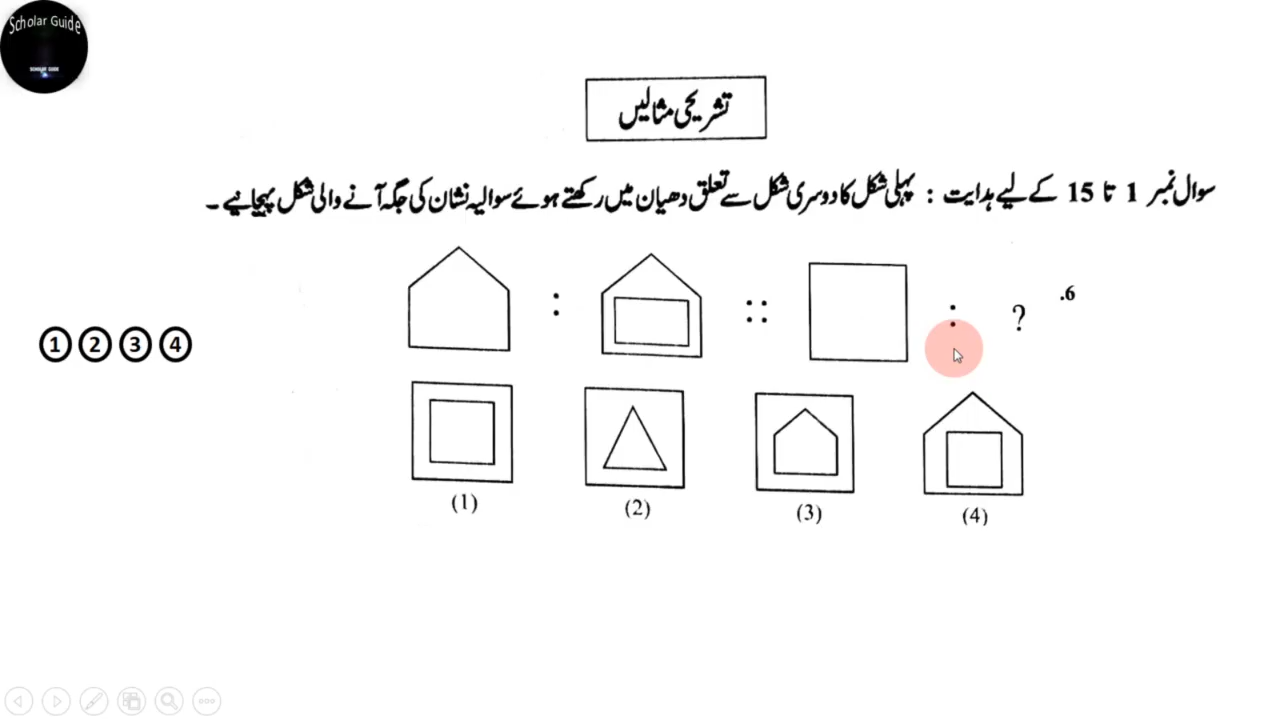 Scholar Guide
SCHOLAR GUIDE
تشریحی مثالیں
سوال نمبر 1 تا 15 کے لیے ہدایت : پہلی شکل کا دوسری شکل سے تعلق دھیان میں رکھتے ہوئے سوالیہ نشان کی جگہ آنے والی شکل پہچانیے ۔
.6
: :: : ?
1 2 3 4
(1) (2) (3) (4)